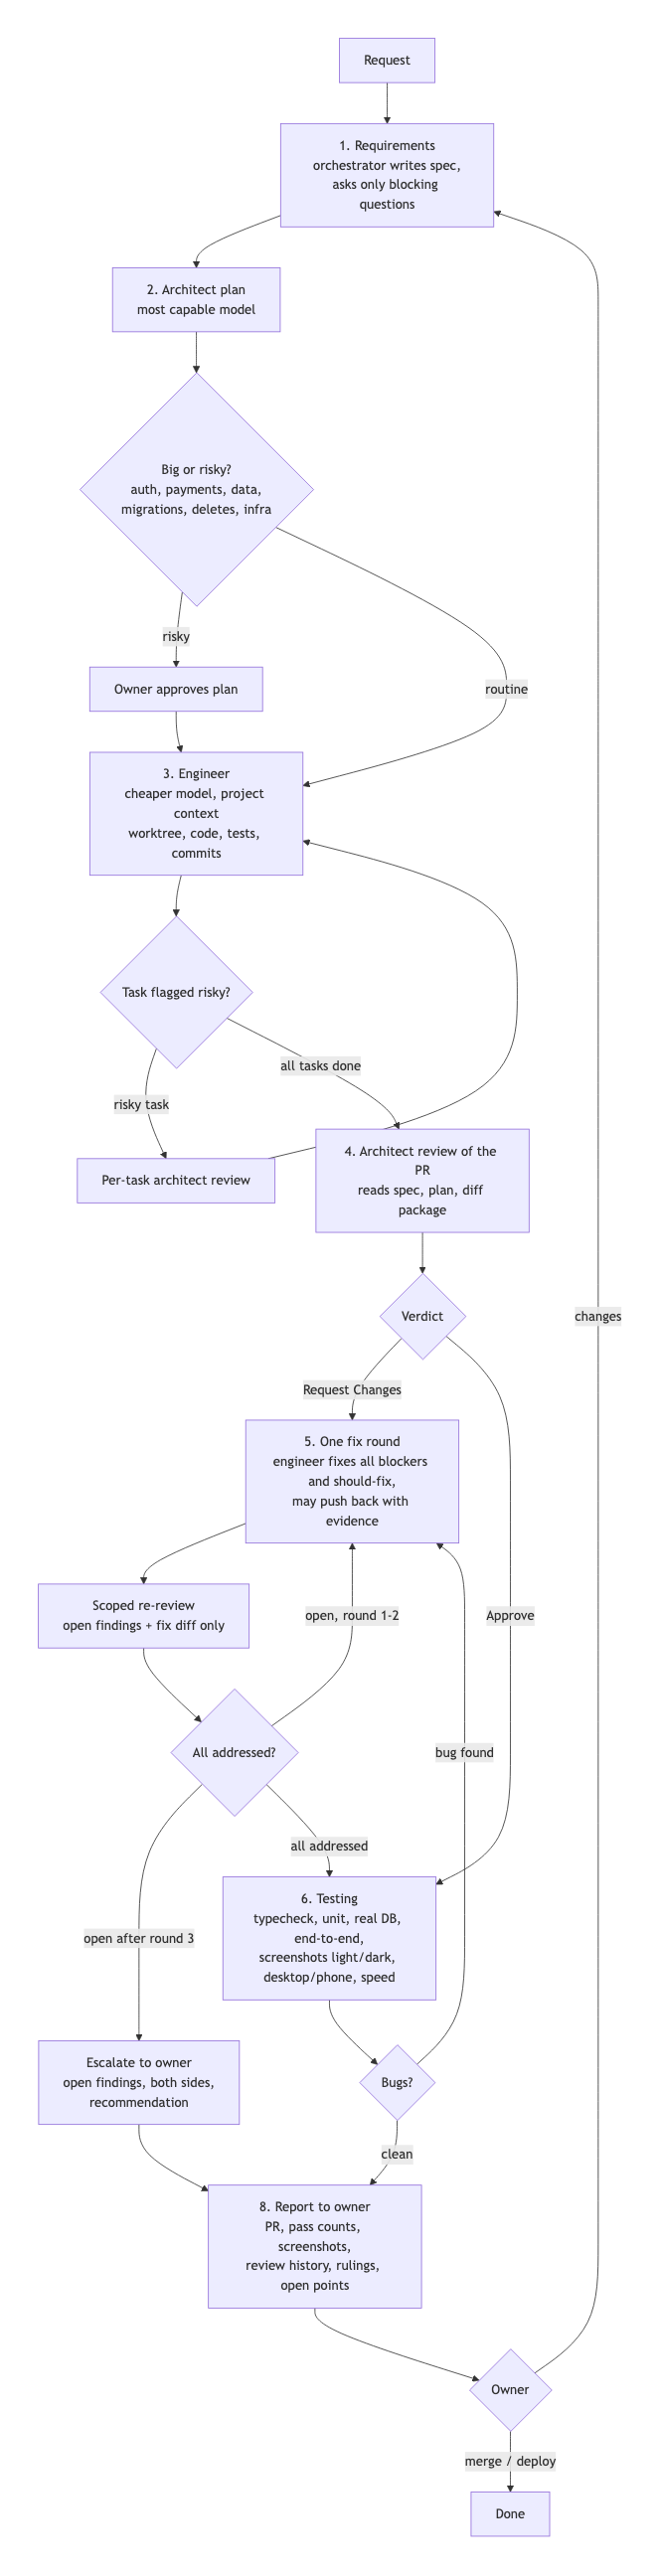 Request
1. Requirements
orchestrator writes spec,
asks only blocking
questions
2. Architect plan
most capable model
Big or risky?
auth, payments, data,
migrations, deletes, infra
risky
routine
Owner approves plan
3. Engineer
cheaper model, project
context
worktree, code, tests,
commits
Task flagged risky?
all tasks done
risky task
Per-task architect review
4. Architect review of the
PR
reads spec, plan, diff
package
Verdict
changes
Request Changes
5. One fix round
engineer fixes all blockers
and should-fix,
may push back with
evidence
Scoped re-review
open findings + fix diff only
open, round 1-2
Approve
All addressed?
bug found
all addressed
6. Testing
typecheck, unit, real DB,
end-to-end,
screenshots light/dark,
desktop/phone, speed
open after round 3
Escalate to owner
open findings, both sides,
recommendation
Bugs?
clean
8. Report to owner
PR, pass counts,
screenshots,
review history, rulings,
open points
Owner
merge / deploy
Done